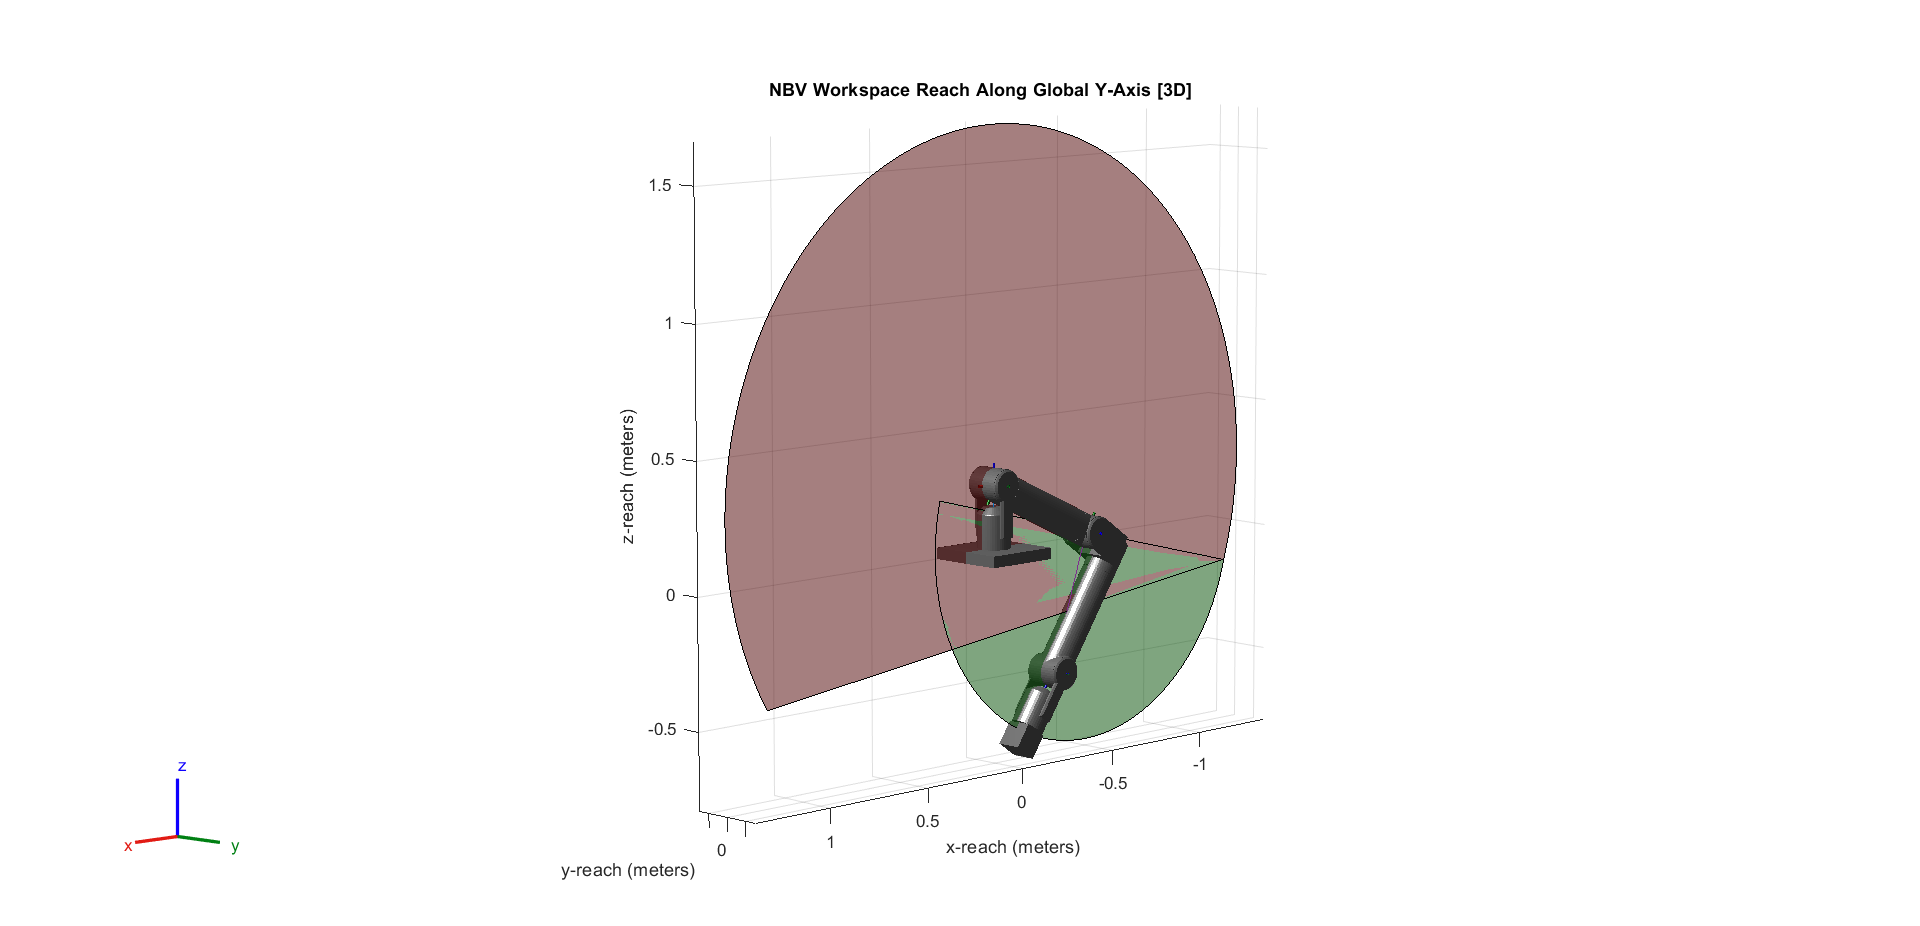 NBV Workspace Reach Along Global Y-Axis [3D]
1.5
1
0.5
0
-0.5
z-reach (meters)
-1
-0.5
0
0.5
1
x-reach (meters)
0
y-reach (meters)
z
x
y